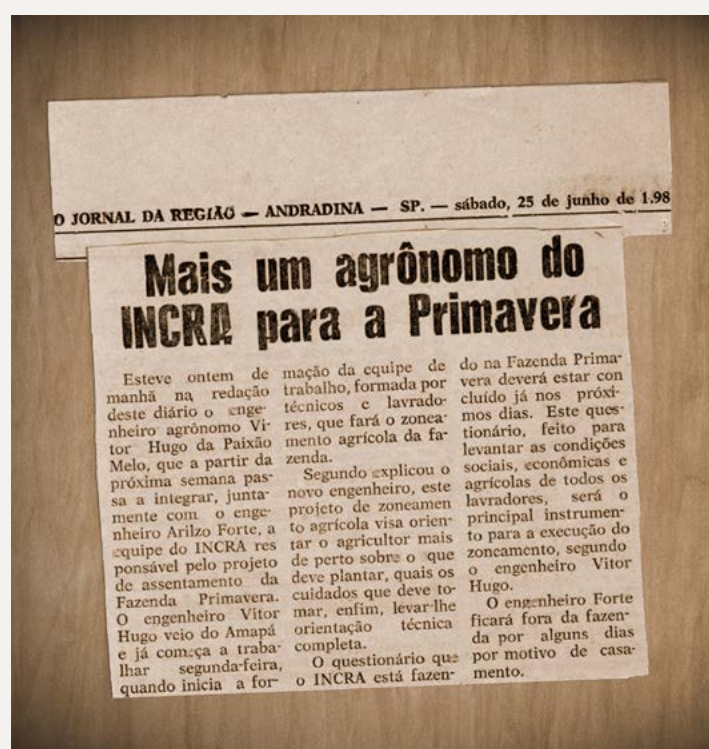 O JORNAL DA REGIÃO — ANDRADINA — SP. — sábado, 25 de junho de 1.98
Mais um agrônomo do
INCRA para a Primavera
Esteve ontem de
manhã na redação
deste diário o enge-
nheiro agrônomo Vi-
tor Hugo da Paixão
Melo, que a partir da
próxima semana pas-
sa a integrar, junta-
mente com o enge-
nheiro Arilzo Forte, a
equipe do INCRA res
ponsável pelo projeto
de assentamento da
Fazenda Primavera.
O engenheiro Vitor
Hugo veio do Amapá
e já começa a traba-
lhar segunda-feira,
quando inicia a for-
mação da equipe de
trabalho, formada por
técnicos e lavrado-
res, que fará o zonea-
mento agrícola da fa-
zenda.
Segundo explicou o
novo engenheiro, este
projeto de zoneamen
to agrícola visa orien-
tar o agricultor mais
de perto sobre o que
deve plantar, quais os
cuidados que deve to-
mar, enfim, levar-lhe
orientação técnica
completa.
O questionário que
o INCRA está fazen-
do na Fazenda Prima-
vera deverá estar con
cluído já nos próxi-
mos dias. Este ques-
tionário, feito para
levantar as condições
sociais, econômicas e
agrícolas de todos os
lavradores, será o
principal instrumen-
to para a execução do
zoneamento, segundo
o engenheiro Vitor
Hugo.
O engenheiro Forte
ficará fora da fazen-
da por alguns dias
por motivo de casa-
mento.